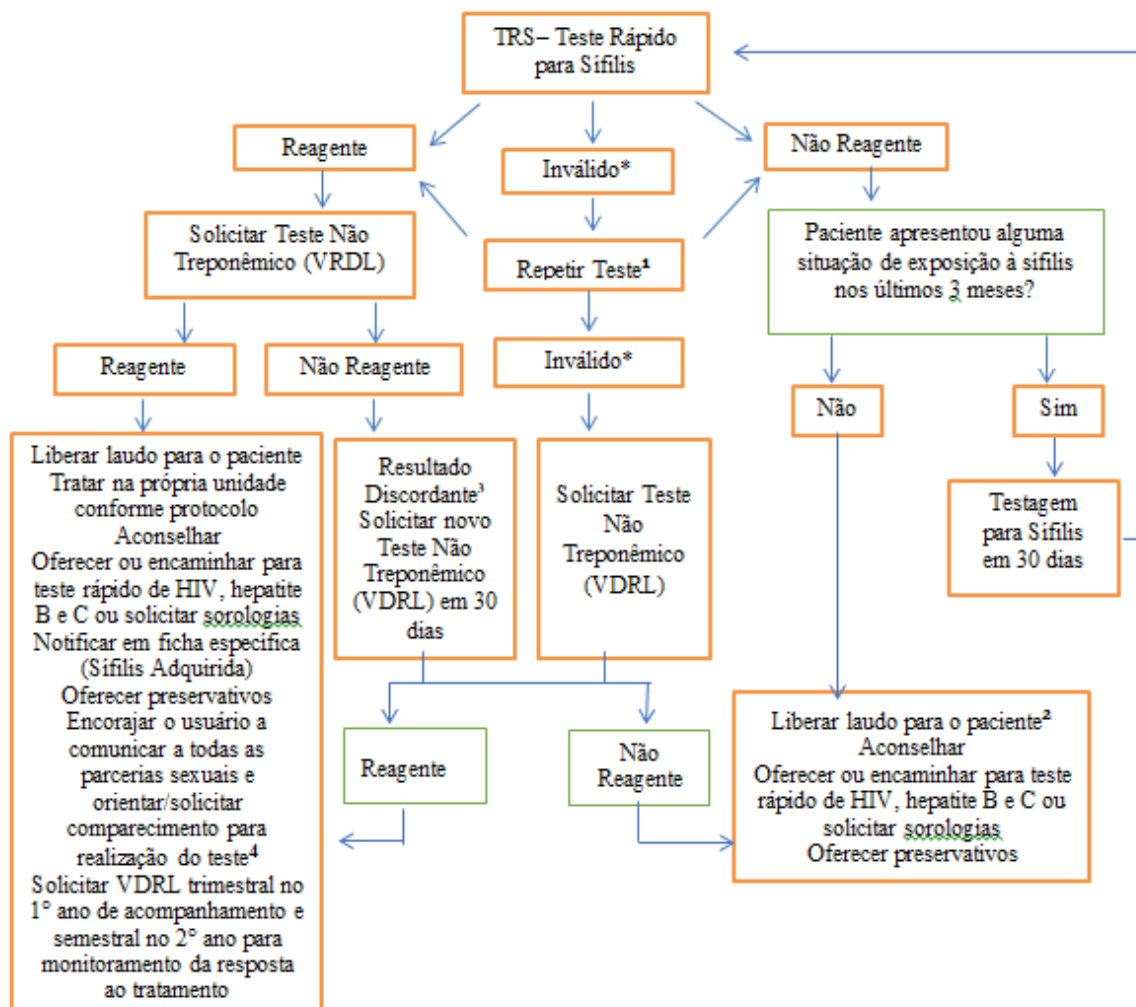 TRS– Teste Rápido
para Sífilis
Reagente
Inválido*
Não Reagente
Solicitar Teste Não
Treponêmico (VRDL)
Repetir Teste¹
Paciente apresentou alguma
situação de exposição à sífilis
nos últimos 3 meses?
Reagente
Não Reagente
Inválido*
Não
Sim
Liberar laudo para o paciente
Tratar na própria unidade
conforme protocolo
Aconselhar
Oferecer ou encaminhar para
teste rápido de HIV, hepatite
B e C ou solicitar sorologias
Notificar em ficha específica
(Sífilis Adquirida)
Oferecer preservativos
Encorajar o usuário a
comunicar a todas as
parcerias sexuais e
orientar/solicitar
comparecimento para
realização do teste⁴
Solicitar VDRL trimestral no
1° ano de acompanhamento e
semestral no 2° ano para
monitoramento da resposta
ao tratamento
Resultado
Discordante³
Solicitar novo
Teste Não
Treponêmico
(VDRL) em 30
dias
Solicitar Teste
Não
Treponêmico
(VDRL)
Testagem
para Sífilis
em 30 dias
Reagente
Não
Reagente
Liberar laudo para o paciente²
Aconselhar
Oferecer ou encaminhar para teste
rápido de HIV, hepatite B e C ou
solicitar sorologias
Oferecer preservativos